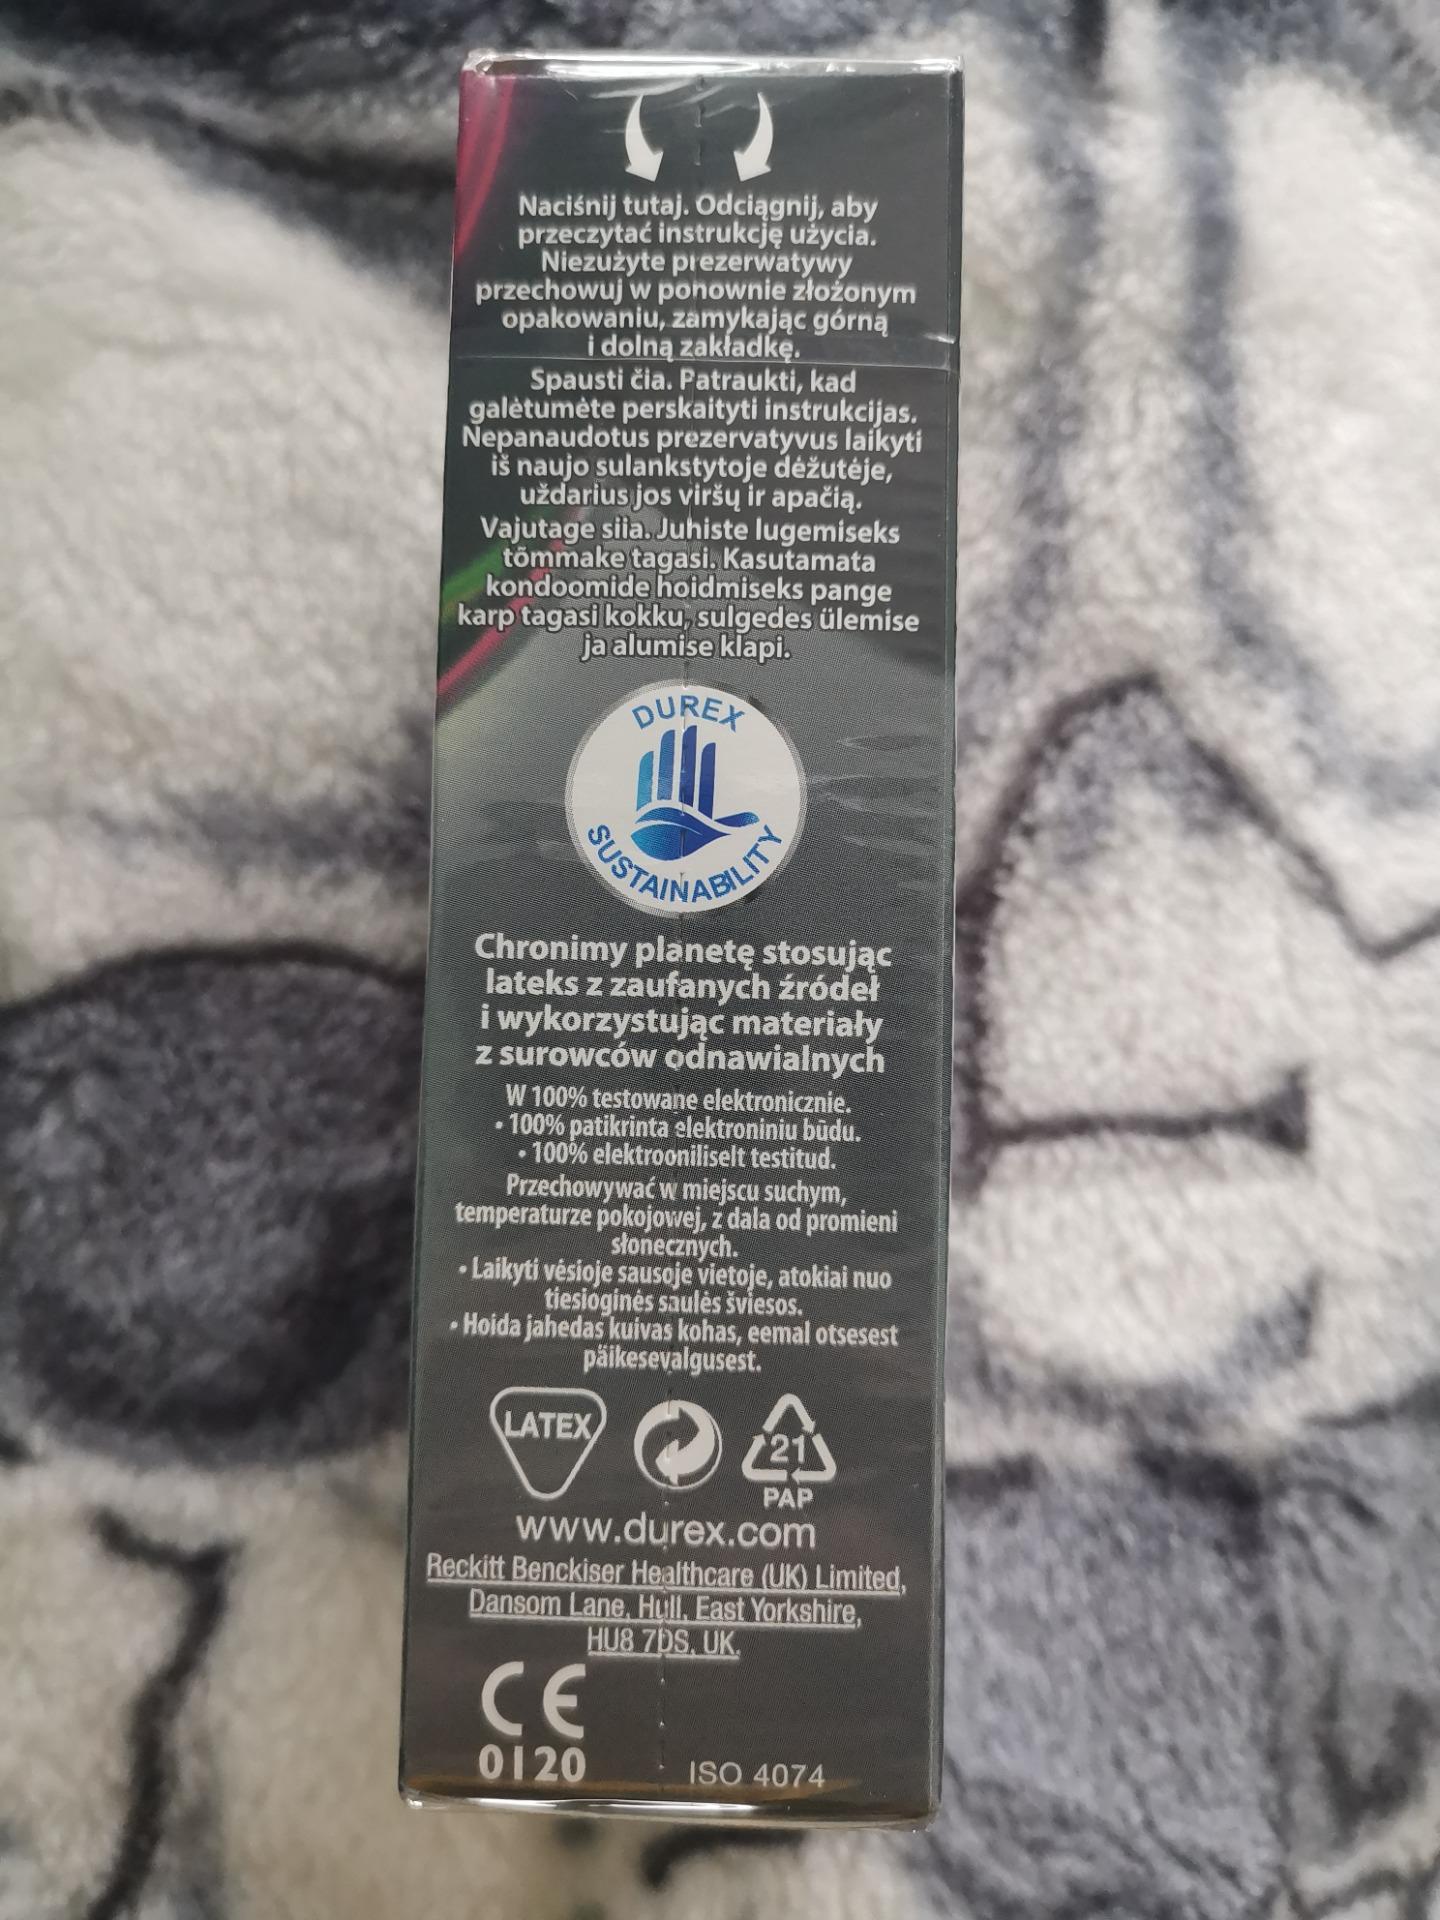 Naciśnij tutaj. Odciągnij, aby
przeczytać instrukcję użycia.
Niezużyte prezerwatywy
przechowuj w ponownie złożonym
opakowaniu, zamykając górną
i dolną zakładkę.
Spausti čia. Patraukti, kad
galėtumėte perskaityti instrukcijas.
Nepanaudotus prezervatyvus laikyti
iš naujo sulankstytoje dėžutėje,
uždarius jos viršų ir apačią.
Vajutage siia. Juhiste lugemiseks
tõmmake tagasi. Kasutamata
kondoomide hoidmiseks pange
karp tagasi kokku, sulgedes ülemise
ja alumise klapi.
DUREX
SUSTAINABILITY
Chronimy planetę stosując
lateks z zaufanych źródeł
i wykorzystując materiały
z surowców odnawialnych
W 100% testowane elektronicznie.
• 100% patikrinta elektroniniu būdu.
• 100% elektrooniliselt testitud.
Przechowywać w miejscu suchym,
temperaturze pokojowej, z dala od promieni
słonecznych.
• Laikyti vėsioje sausoje vietoje, atokiai nuo
tiesioginės saulės šviesos.
• Hoida jahedas kuivas kohas, eemal otsesest
päikesevalgusest.
LATEX
21
PAP
www.durex.com
Reckitt Benckiser Healthcare (UK) Limited,
Dansom Lane, Hull, East Yorkshire,
HU8 7DS, UK.
CE
0120
ISO 4074